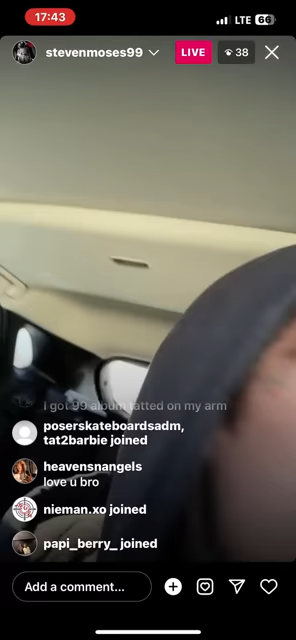 17:43
LTE 66
stevenmoses99
LIVE
38
I got 99 album tatted on my arm
poserskateboardsadm,
tat2barbie joined
heavensnangels
love u bro
nieman.xo joined
papi_berry_ joined
Add a comment...